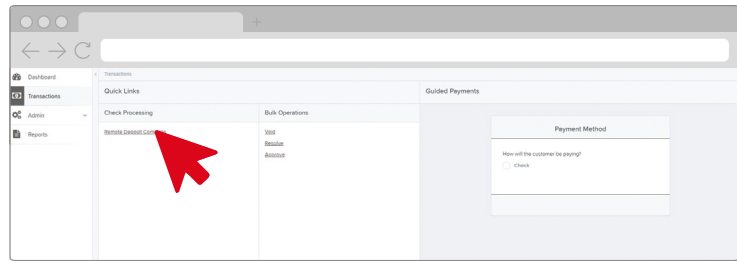 Dashboard
Transactions
Admin
Reports
Transactions
Quick Links
Guided Payments
Check Processing
Bulk Operations
Remote Deposit
Void
Resolve
Approve
Payment Method
How will the customer be paying?
Check